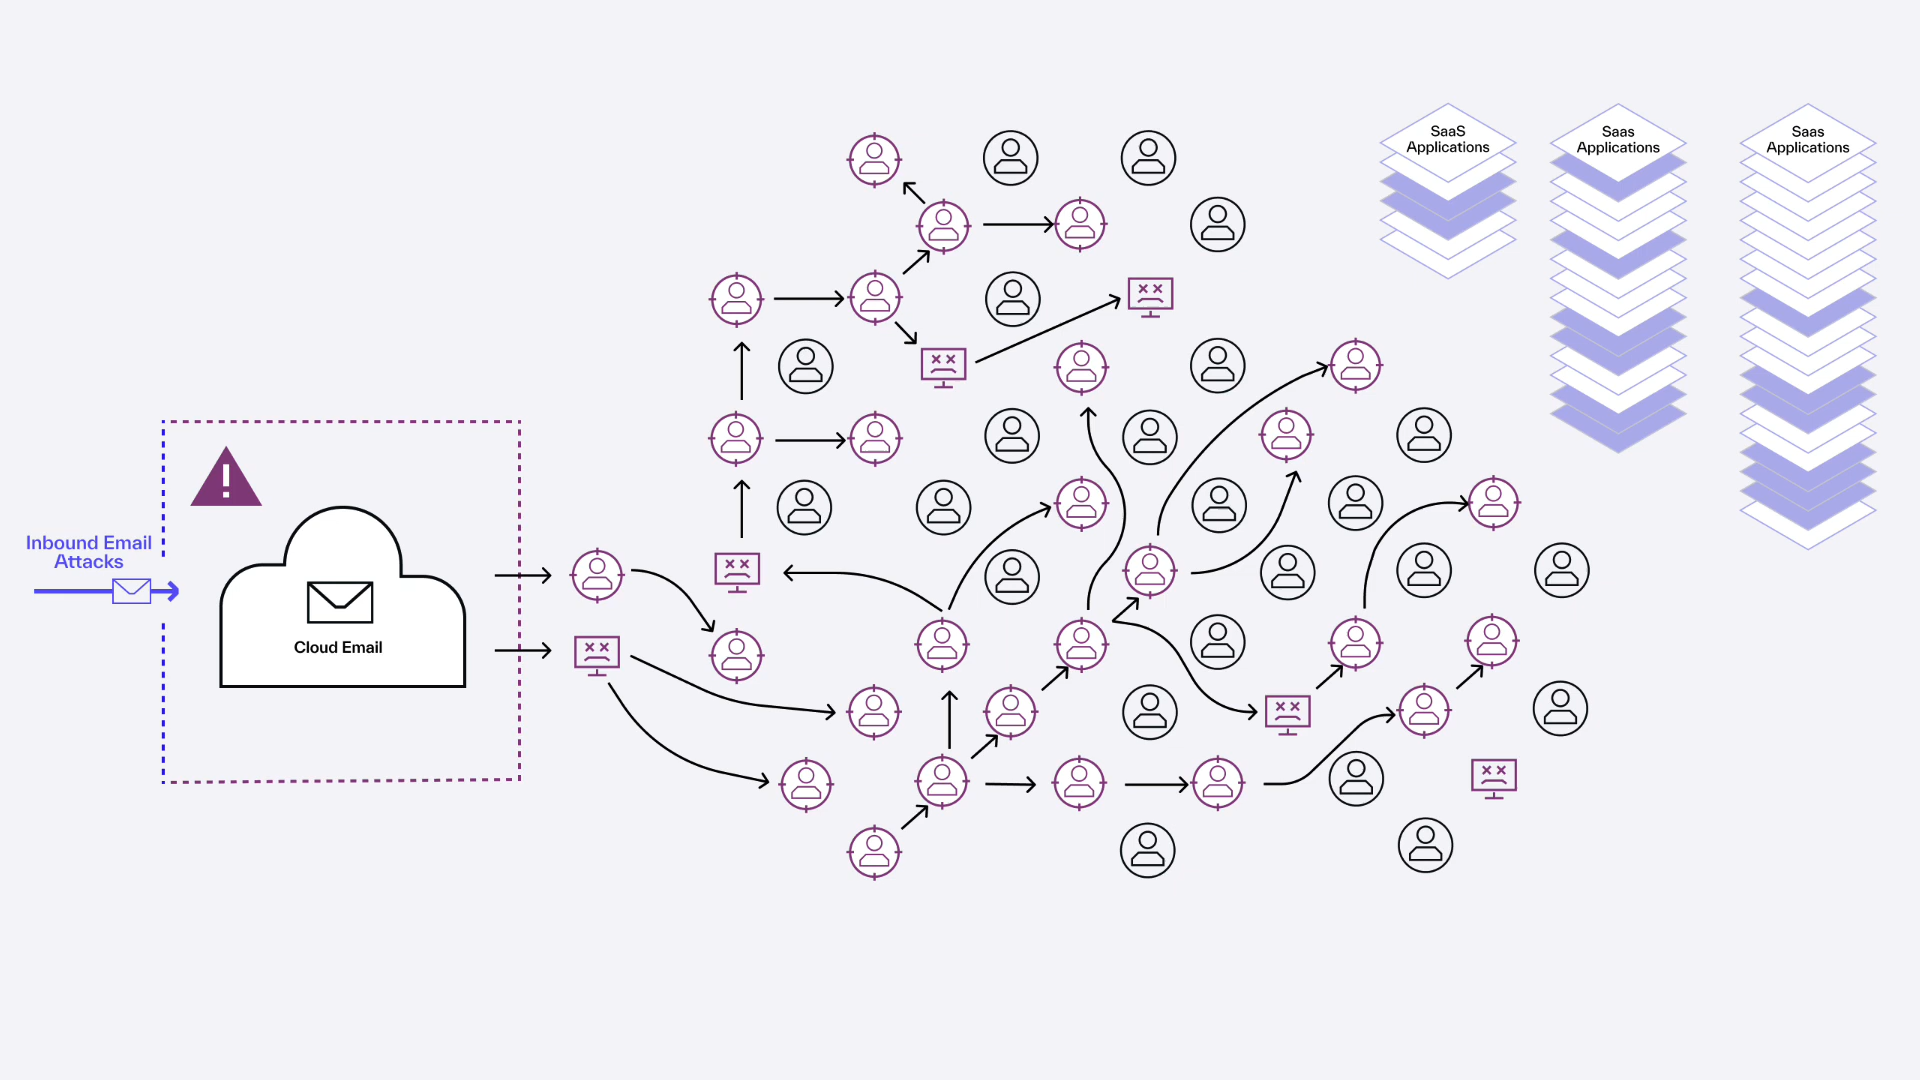 SaaS
Applications
Saas
Applications
Saas
Applications
Inbound Email
Attacks
Cloud Email